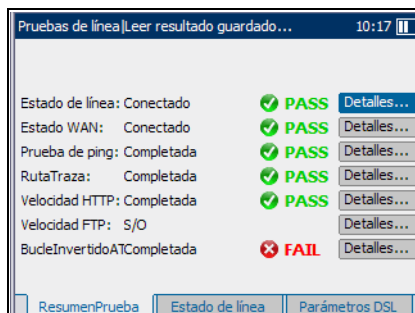 Pruebas de línea|Leer resultado guardado... 10:17
Estado de línea: Conectado PASS Detalles...
Estado WAN: Conectado PASS Detalles...
Prueba de ping: Completada PASS Detalles...
RutaTraza: Completada PASS Detalles...
Velocidad HTTP: Completada PASS Detalles...
Velocidad FTP: S/O Detalles...
BucleInvertidoATCompletada FAIL Detalles...
ResumenPrueba Estado de línea Parámetros DSL